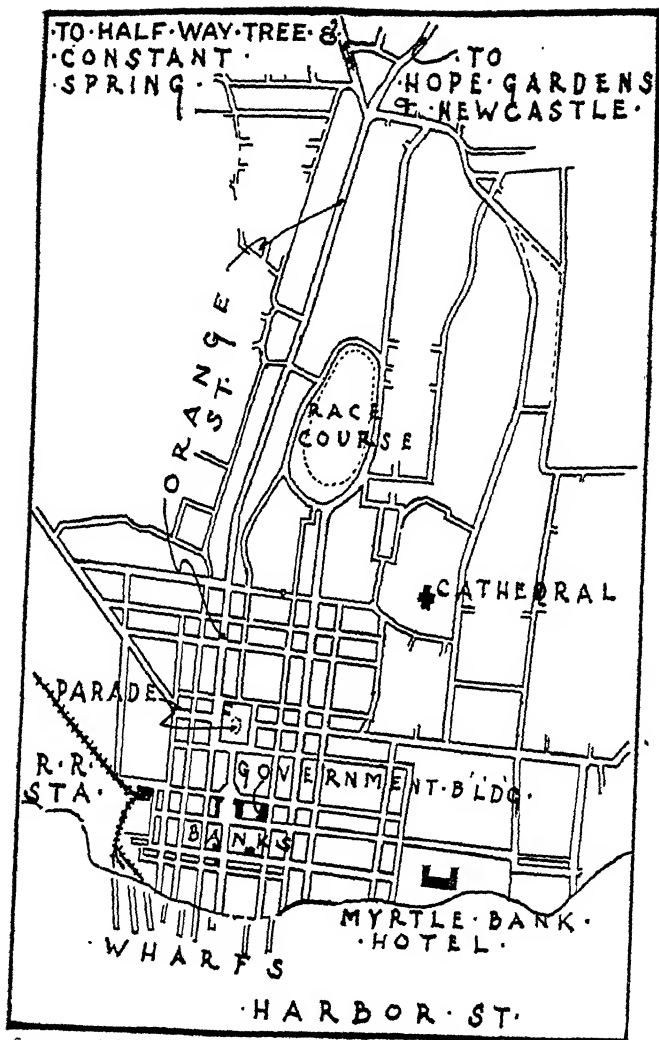 ·TO·HALF·WAY·TREE·&
·CONSTANT·
·SPRING·
·TO·
·HOPE·GARDENS
&·NEWCASTLE·
ORANGE
ST.
RACE
COURSE
CATHEDRAL
PARADE
R.R.
STA.
GOVERNMENT·BLDG.
BANKS
MYRTLE·BANK·
·HOTEL·
·WHARFS
·HARBOR·ST·